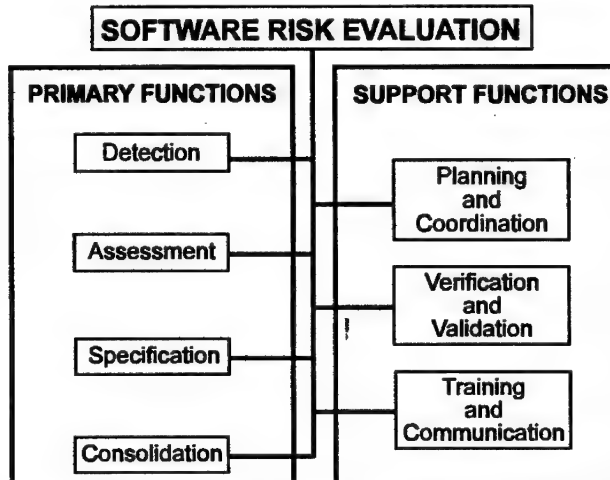 SOFTWARE RISK EVALUATION
PRIMARY FUNCTIONS
Detection
Assessment
Specification
Consolidation
SUPPORT FUNCTIONS
Planning
and
Coordination
Verification
and
Validation
Training
and
Communication